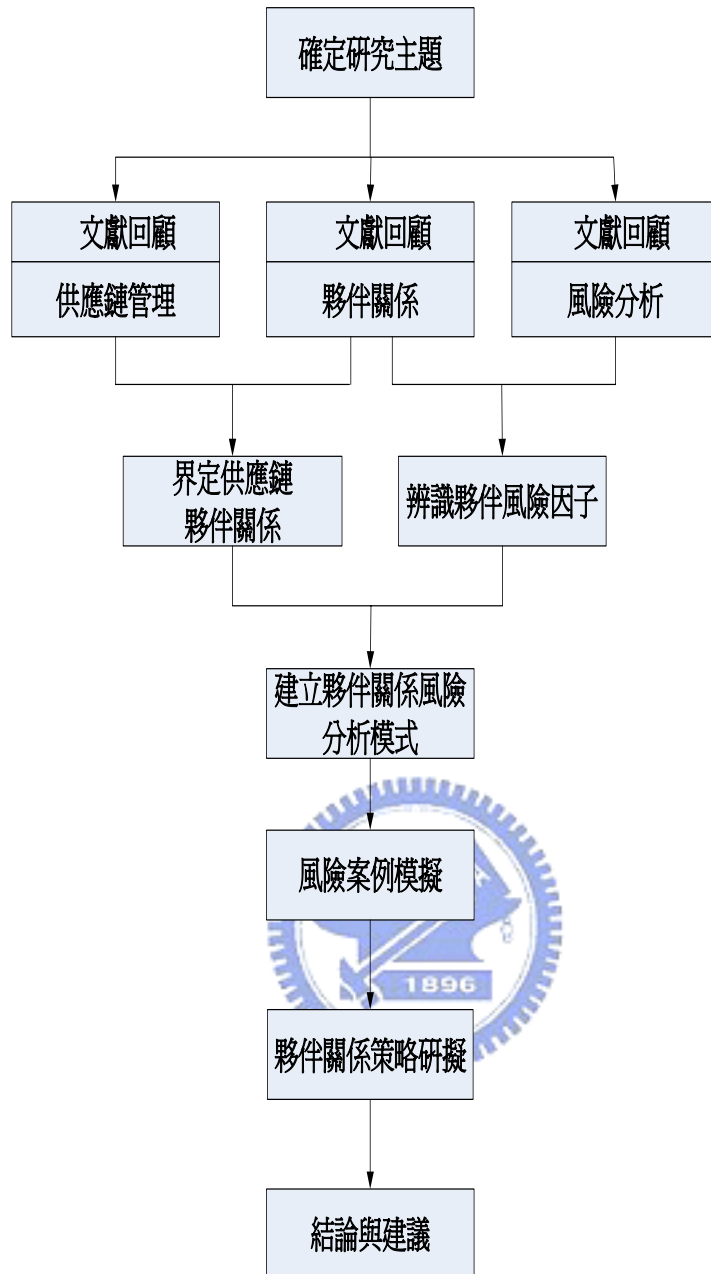 確定研究主題
文獻回顧
供應鏈管理
文獻回顧
夥伴關係
文獻回顧
風險分析
界定供應鏈
夥伴關係
辨識夥伴風險因子
建立夥伴關係風險
分析模式
風險案例模擬
1896
夥伴關係策略研擬
結論與建議